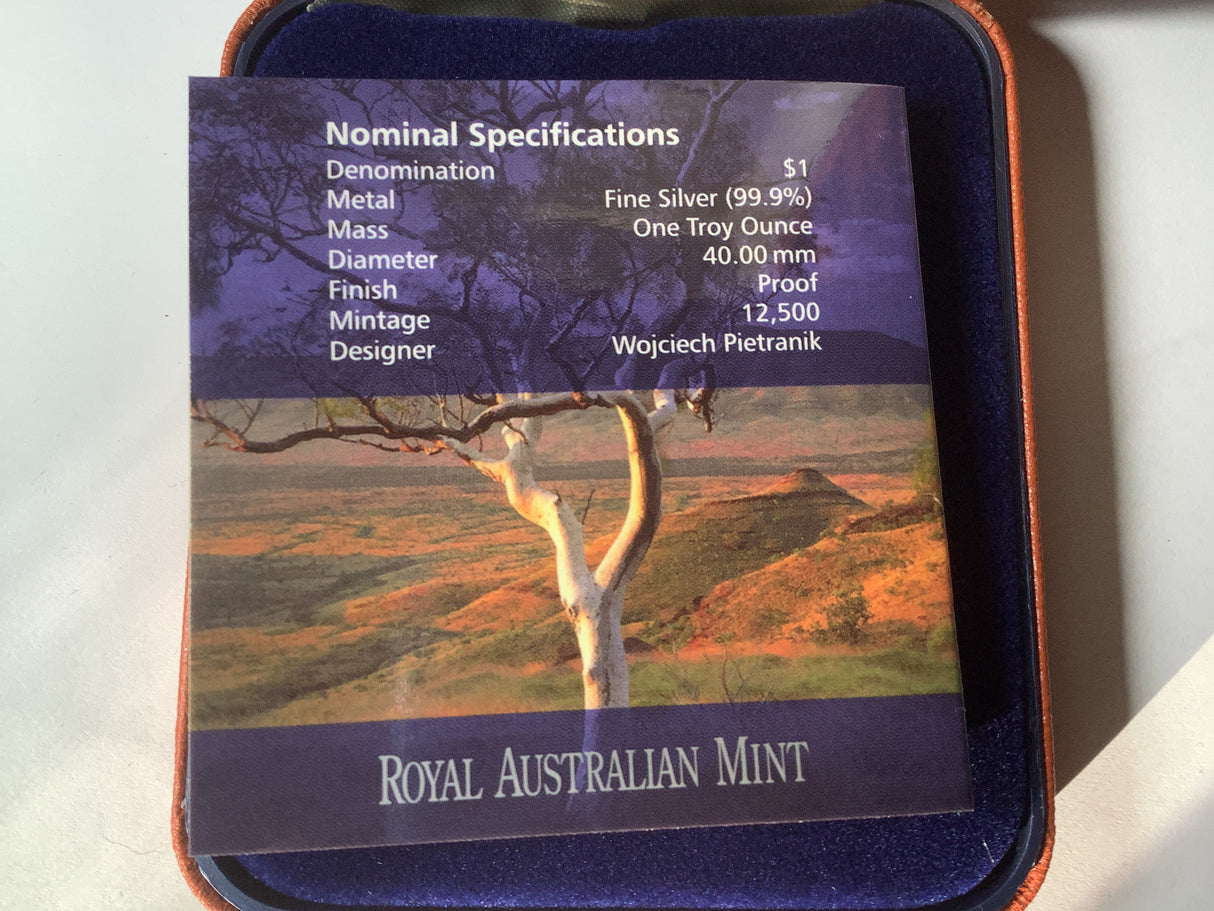 Nominal Specifications
Denomination $1
Metal Fine Silver (99.9%)
Mass One Troy Ounce
Diameter 40.00 mm
Finish Proof
Mintage 12,500
Designer Wojciech Pietranik
ROYAL AUSTRALIAN MINT